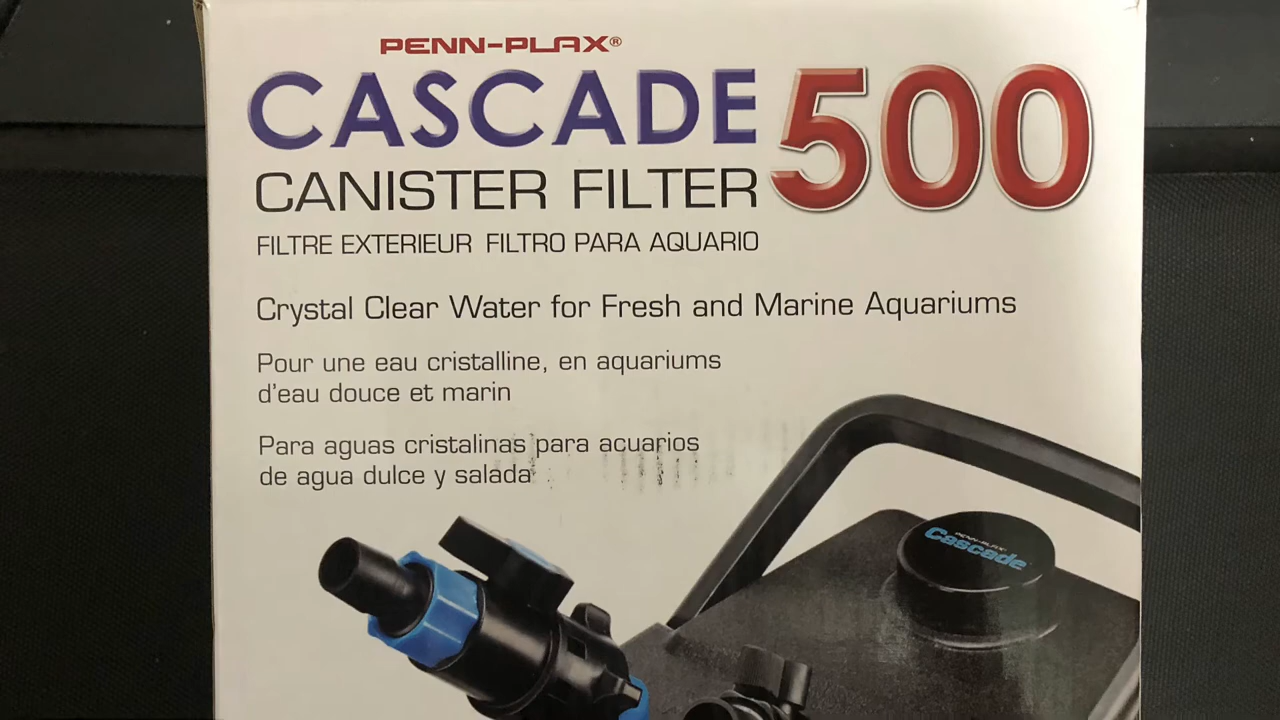 PENN-PLAX®
CASCADE 500
CANISTER FILTER
FILTRE EXTERIEUR FILTRO PARA AQUARIO
Crystal Clear Water for Fresh and Marine Aquariums
Pour une eau cristalline, en aquariums
d'eau douce et marin
Para aguas cristalinas para acuarios
de agua dulce y salada
PENN-PLAX®
Cascade